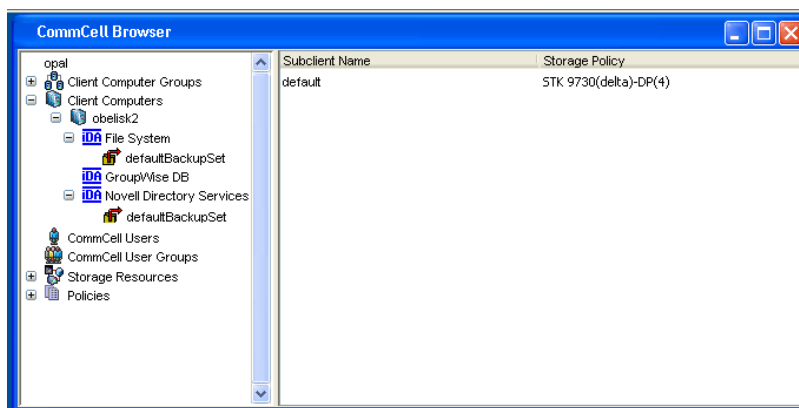 CommCell Browser
opal
Client Computer Groups
Client Computers
obelisk2
iDA File System
defaultBackupSet
iDA GroupWise DB
iDA Novell Directory Services
defaultBackupSet
CommCell Users
CommCell User Groups
Storage Resources
Policies
Subclient Name Storage Policy
default STK 9730(delta)-DP(4)